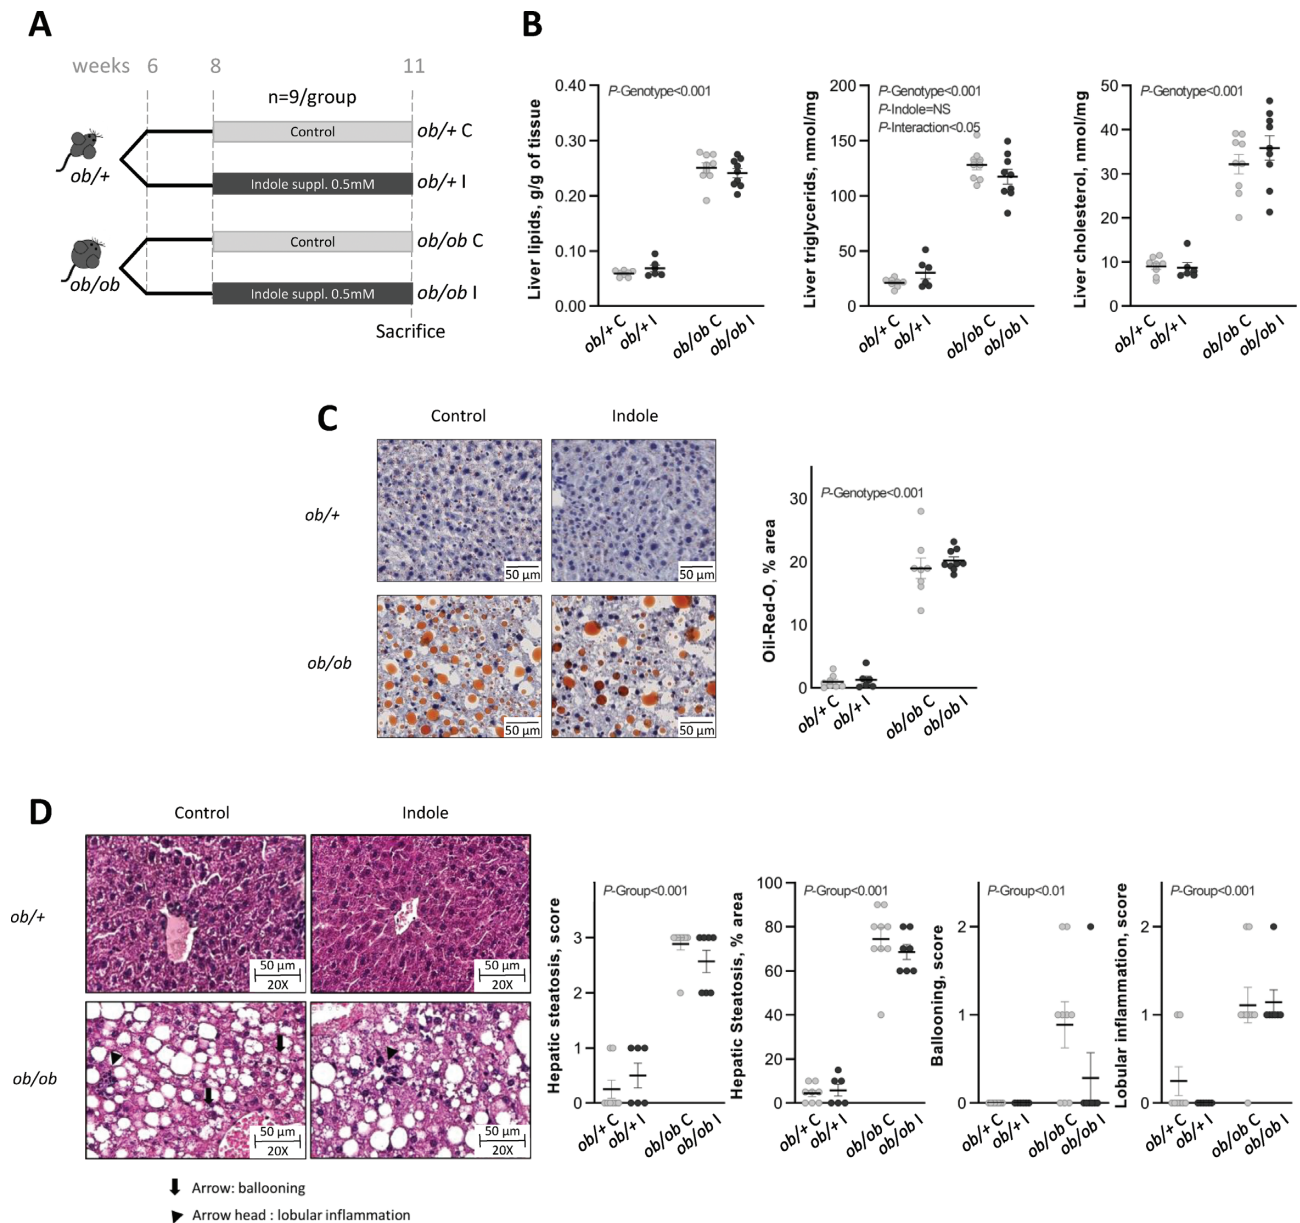 A
weeks 6 8 11
n=9/group
Control
ob/+ C
ob/+
Indole suppl. 0.5mM
ob/+ I
Control
ob/ob C
ob/ob
Indole suppl. 0.5mM
ob/ob I
Sacrifice
B
Liver lipids, g/g of tissue
0.40
0.30
0.20
0.10
0.00
P-Genotype<0.001
ob/+ C
ob/+ I
ob/ob C
ob/ob I
Liver triglycerids, nmol/mg
200
150
100
50
0
P-Genotype<0.001
P-Indole=NS
P-Interaction<0.05
ob/+ C
ob/+ I
ob/ob C
ob/ob I
Liver cholesterol, nmol/mg
50
40
30
20
10
0
P-Genotype<0.001
ob/+ C
ob/+ I
ob/ob C
ob/ob I
C
Control
Indole
ob/+
50 µm
50 µm
ob/ob
50 µm
50 µm
Oil-Red-O, % area
30
20
10
0
P-Genotype<0.001
ob/+ C
ob/+ I
ob/ob C
ob/ob I
D
Control
Indole
ob/+
50 µm
20X
50 µm
20X
ob/ob
50 µm
20X
50 µm
20X
Arrow: ballooning
Arrow head : lobular inflammation
Hepatic steatosis, score
3
2
1
0
P-Group<0.001
ob/+ C
ob/+ I
ob/ob C
ob/ob I
Hepatic Steatosis, % area
100
80
60
40
20
0
P-Group<0.001
ob/+ C
ob/+ I
ob/ob C
ob/ob I
Ballooning, score
2
1
0
P-Group<0.01
ob/+ C
ob/+ I
ob/ob C
ob/ob I
Lobular inflammation, score
2
1
0
P-Group<0.001
ob/+ C
ob/+ I
ob/ob C
ob/ob I